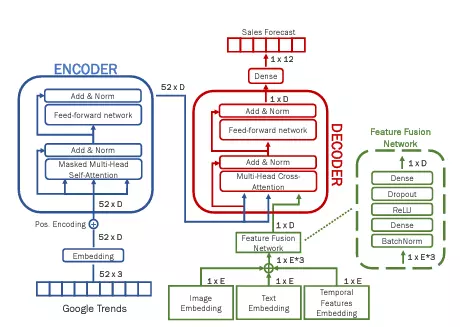 Sales Forecast
1 x 12
Dense
1 x D
ENCODER
52 x D
Add & Norm
Feed-forward network
Add & Norm
Masked Multi-Head
Self-Attention
52 x D
Pos. Encoding
52 x D
Embedding
52 x 3
Google Trends
DECODER
Add & Norm
Feed-forward network
Add & Norm
Multi-Head Cross-
Attention
1 x D
Feature Fusion
Network
1 x E*3
1 x E
1 x E
1 x E
Image
Embedding
Text
Embedding
Temporal
Features
Embedding
Feature Fusion
Network
1 x D
Dense
Dropout
ReLU
Dense
BatchNorm
1 x E*3